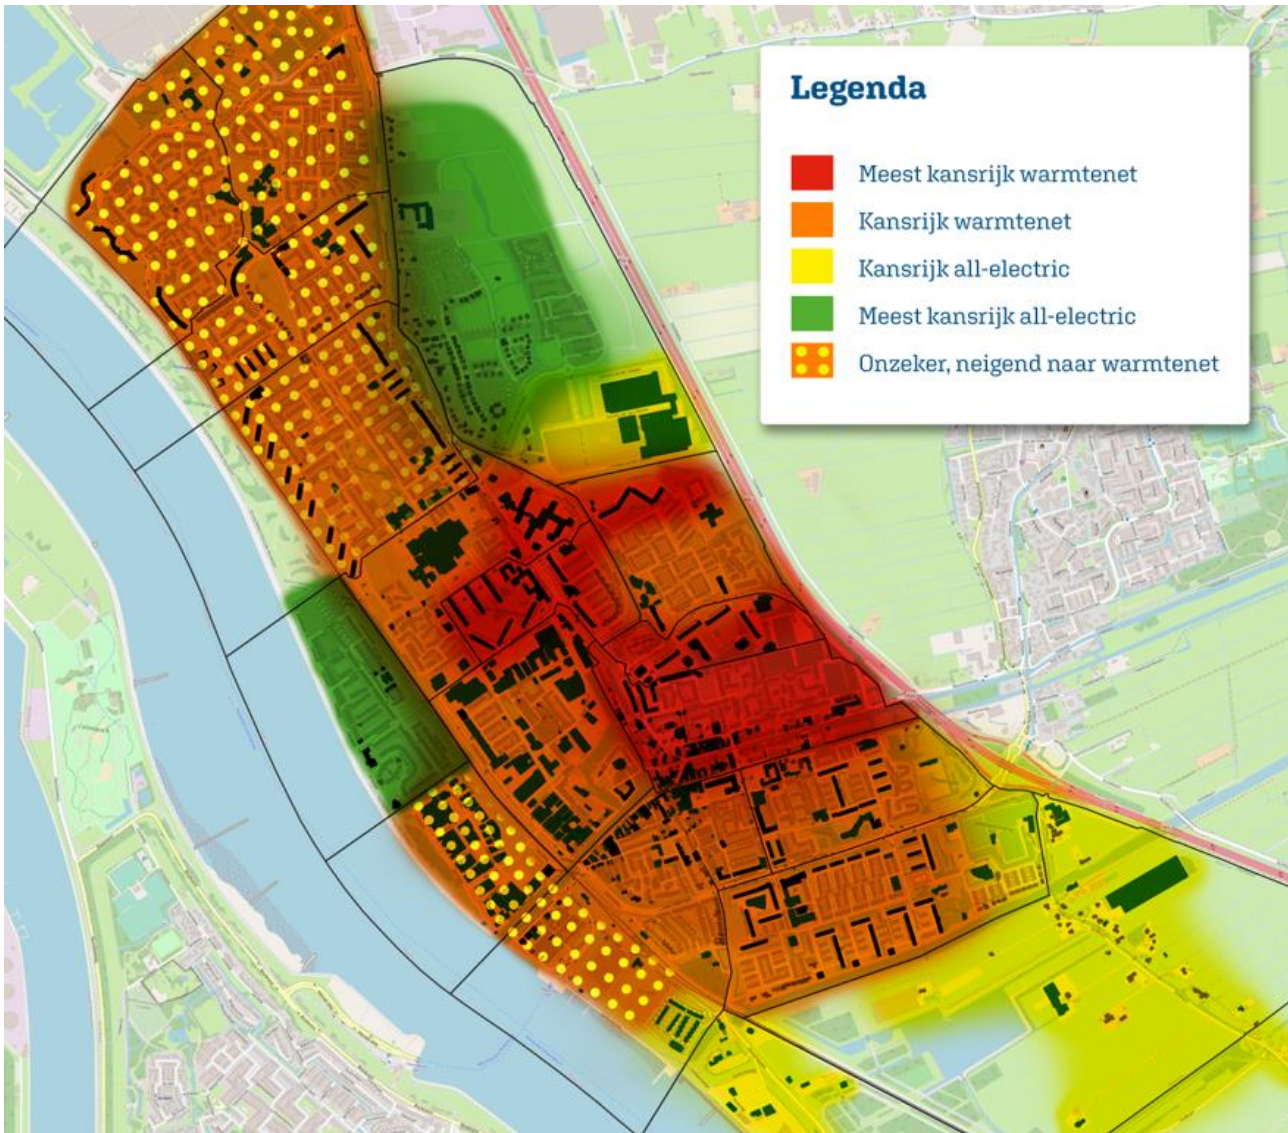 Legenda
Meest kansrijk warmtenet
Kansrijk warmtenet
Kansrijk all-electric
Meest kansrijk all-electric
Onzeker, neigend naar warmtenet